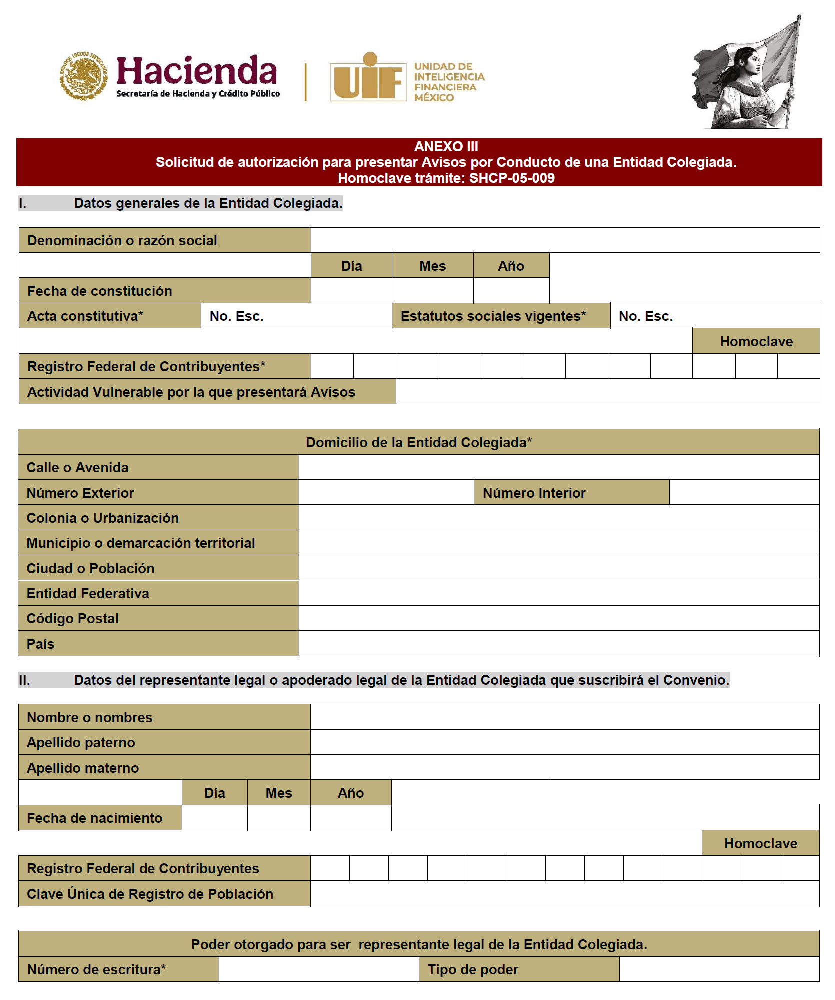 ESTADOS UNIDOS MEXICANOS
Hacienda
Secretaría de Hacienda y Crédito Público
UIF
UNIDAD DE
INTELIGENCIA
FINANCIERA
MÉXICO
ANEXO III
Solicitud de autorización para presentar Avisos por Conducto de una Entidad Colegiada.
Homoclave trámite: SHCP-05-009
I. Datos generales de la Entidad Colegiada.
Denominación o razón social
Día Mes Año
Fecha de constitución
Acta constitutiva* No. Esc. Estatutos sociales vigentes* No. Esc.
Homoclave
Registro Federal de Contribuyentes*
Actividad Vulnerable por la que presentará Avisos
Domicilio de la Entidad Colegiada*
Calle o Avenida
Número Exterior Número Interior
Colonia o Urbanización
Municipio o demarcación territorial
Ciudad o Población
Entidad Federativa
Código Postal
País
II. Datos del representante legal o apoderado legal de la Entidad Colegiada que suscribirá el Convenio.
Nombre o nombres
Apellido paterno
Apellido materno
Día Mes Año
Fecha de nacimiento
Homoclave
Registro Federal de Contribuyentes
Clave Única de Registro de Población
Poder otorgado para ser  representante legal de la Entidad Colegiada.
Número de escritura* Tipo de poder